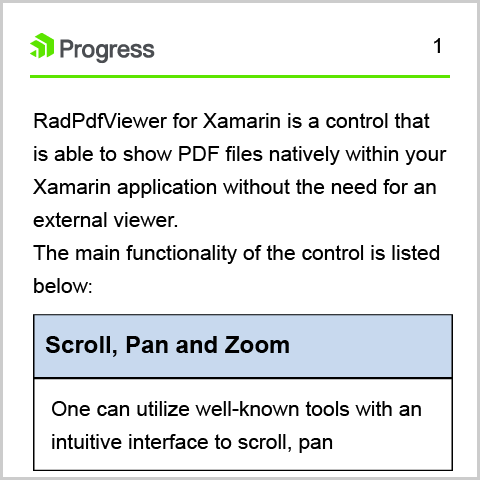 Progress
1
RadPdfViewer for Xamarin is a control that
is able to show PDF files natively within your
Xamarin application without the need for an
external viewer.
The main functionality of the control is listed
below:
Scroll, Pan and Zoom
One can utilize well-known tools with an
intuitive interface to scroll, pan